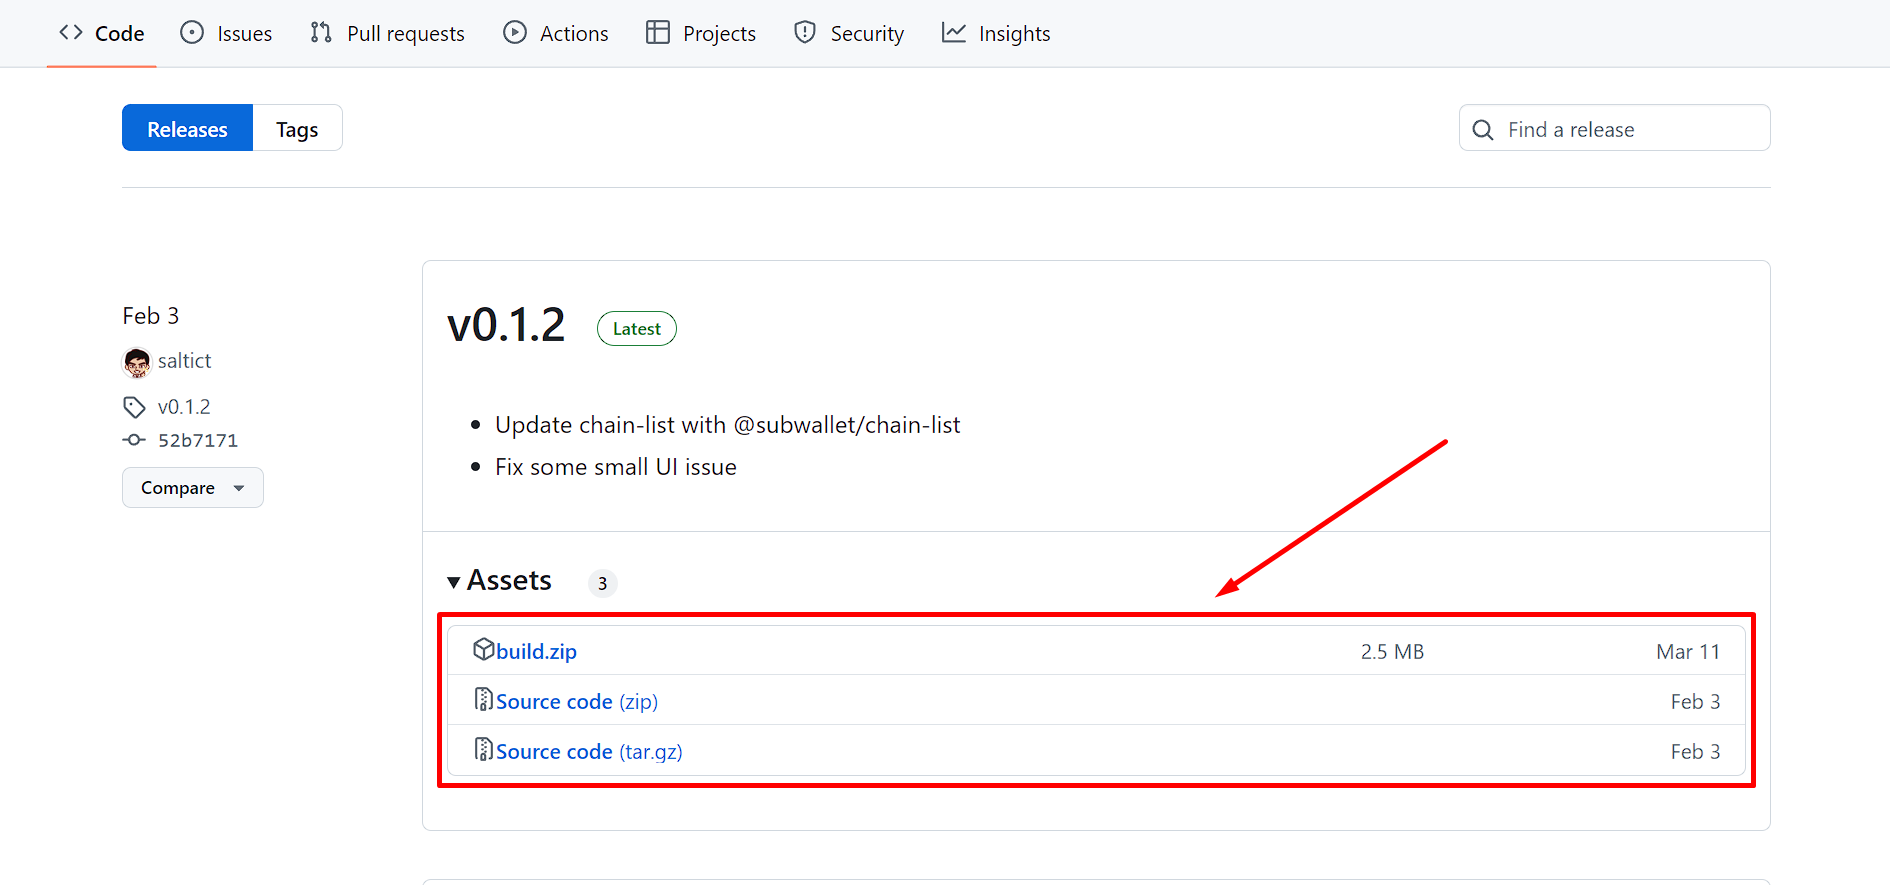 Code Issues Pull requests Actions Projects Security Insights
Releases Tags Find a release
Feb 3
saltict
v0.1.2
52b7171
Compare
v0.1.2 Latest
Update chain-list with @subwallet/chain-list
Fix some small UI issue
Assets 3
build.zip 2.5 MB Mar 11
Source code (zip) Feb 3
Source code (tar.gz) Feb 3